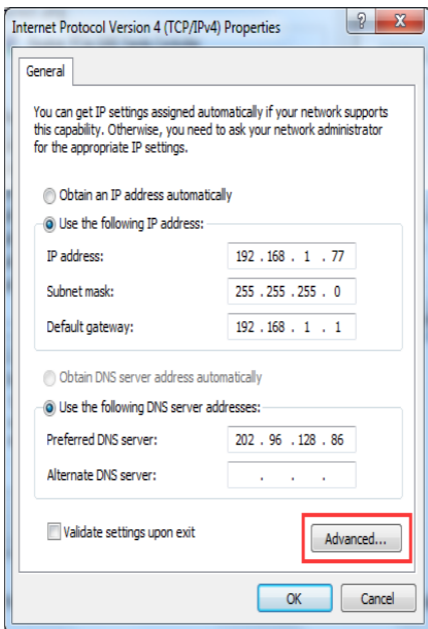 Internet Protocol Version 4 (TCP/IPv4) Properties
General
You can get IP settings assigned automatically if your network supports
this capability. Otherwise, you need to ask your network administrator
for the appropriate IP settings.
Obtain an IP address automatically
Use the following IP address:
IP address: 192 . 168 . 1 . 77
Subnet mask: 255 . 255 . 255 . 0
Default gateway: 192 . 168 . 1 . 1
Obtain DNS server address automatically
Use the following DNS server addresses:
Preferred DNS server: 202 . 96 . 128 . 86
Alternate DNS server: . . .
Validate settings upon exit
Advanced...
OK Cancel